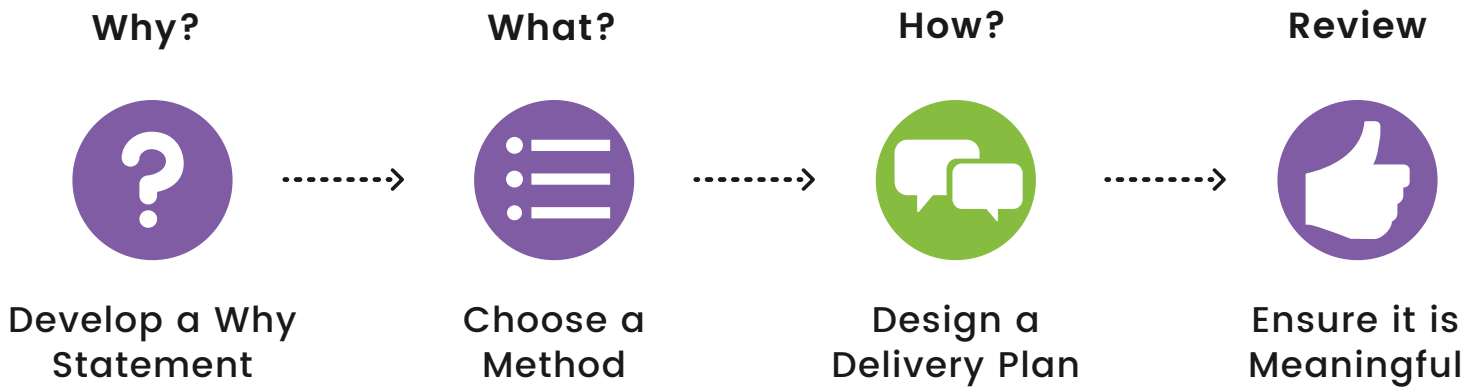 Why?
What?
How?
Review
Develop a Why
Statement
Choose a
Method
Design a
Delivery Plan
Ensure it is
Meaningful